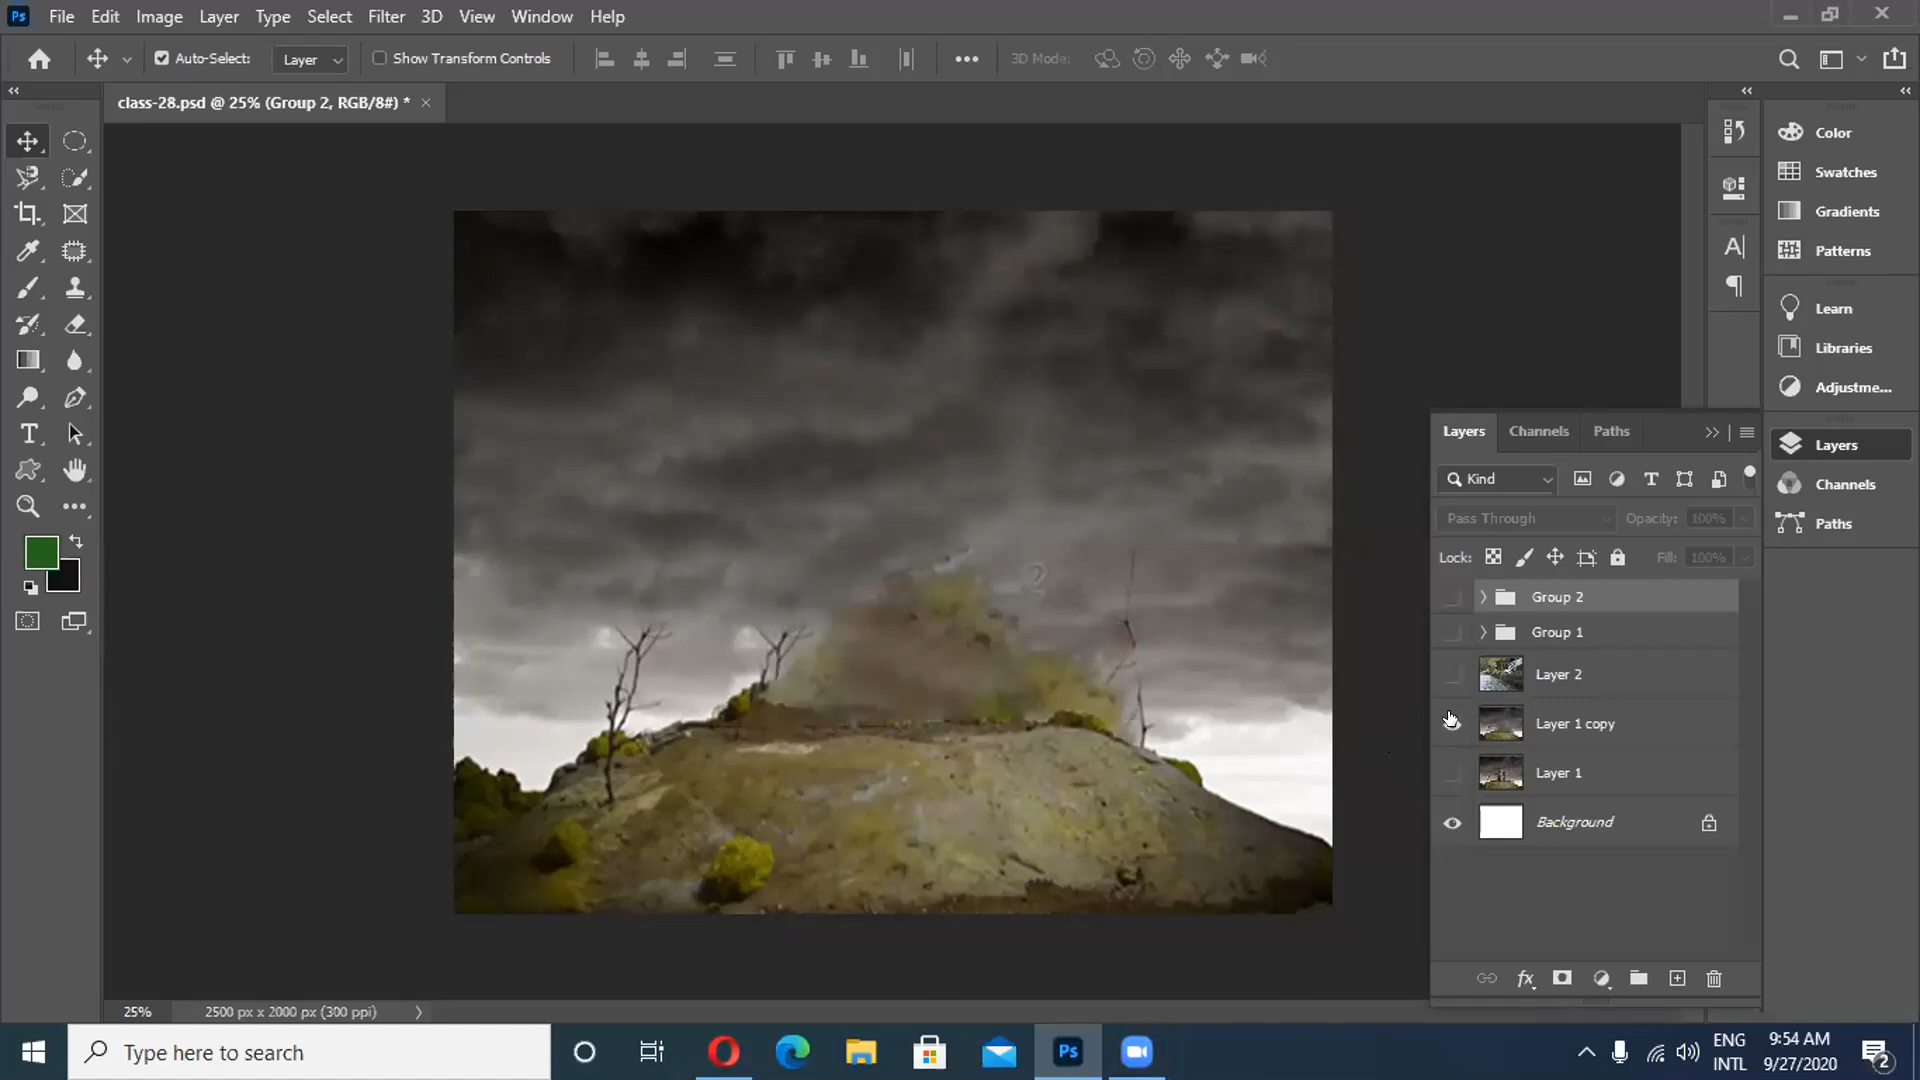 Ps File Edit Image Layer Type Select Filter 3D View Window Help
Auto-Select: Layer Show Transform Controls 3D Mode:
class-28.psd @ 25% (Group 2, RGB/8#) *
Color
Swatches
Gradients
Patterns
Learn
Libraries
Adjustme...
Layers
Channels
Paths
Layers Channels Paths
Kind
Pass Through Opacity: 100%
Lock: Fill: 100%
Group 2
Group 1
Layer 2
Layer 1 copy
Layer 1
Background
25% 2500 px x 2000 px (300 ppi)
Type here to search
Ps
ENG
INTL
9:54 AM
9/27/2020
2